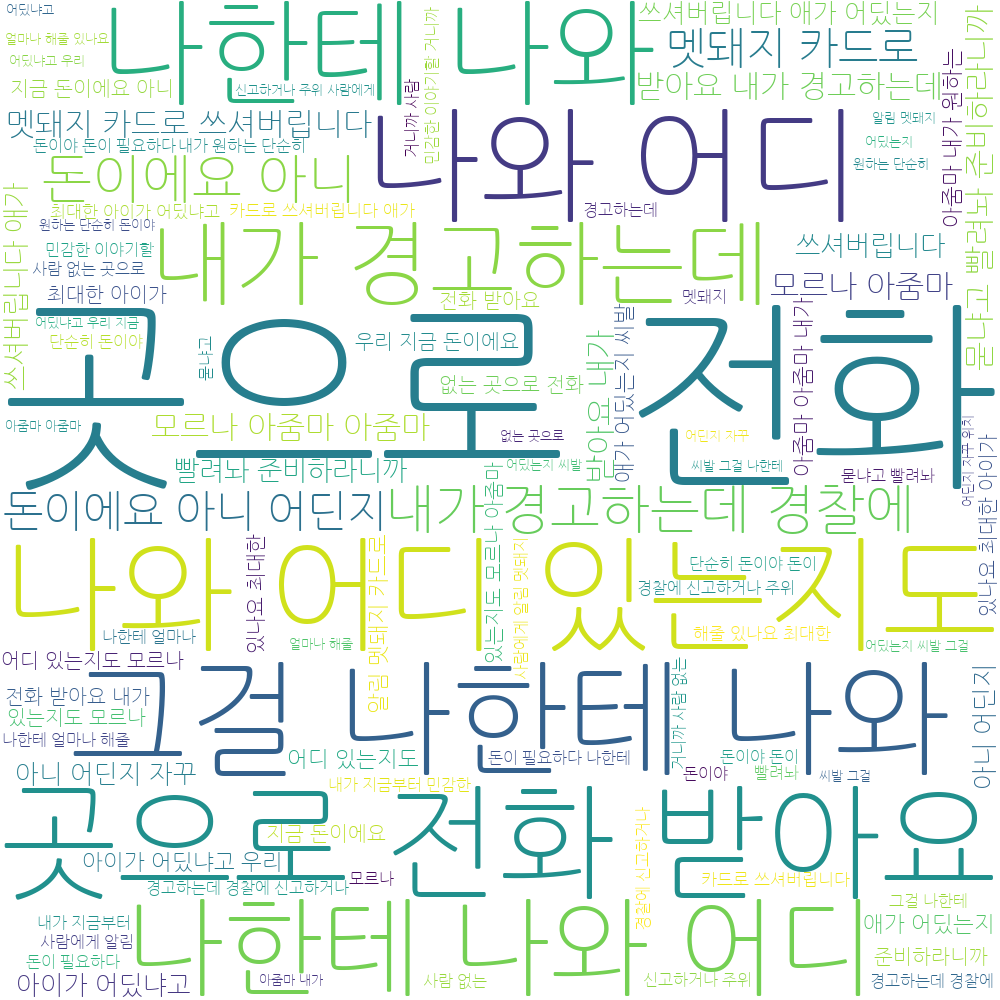 어딨냐고
나한테 나와
쓰셔버립니다 애가 어딨는지
얼마나 해줄 있나요
멧돼지 카드로
어딨냐고 우리
지금 돈이에요 아니
신고하거나 주위 사람에게
민감한 이야기할 거니까
받아요 내가 경고하는데
빨려놔 준비하라니까
멧돼지 카드로 쓰셔버립니다
거니까 사람
나와 어디
알림 멧돼지
아줌마 내가 원하는
돈이야 돈이 필요하다
내가 원하는 단순히
어딨는지
원하는 단순히
돈이에요 아니
쓰셔버립니다 애가
최대한 아이가 어딨냐고
카드로 쓰셔버립니다 애가
경고하는데
원하는 단순히 돈이야
내가 경고하는데
민감한 이야기할
쓰셔버립니다
사람 없는 곳으로
최대한 아이가
전화 받아요
멧돼지
모르나 아줌마
곳으로 전화
어딨냐고 우리 지금
단순히 돈이야
묻냐고
우리 지금 돈이에요
받아요 내가
애가 어딨는지 씨발
아줌마 아줌마 내가
묻냐고 빨려놔 준비하라니까
없는 곳으로 전화
아줌마 아줌마
모르나 아줌마 아줌마
없는 곳으로
어딘지 자꾸
어딘지 자꾸 위치
빨려놔 준비하라니까
어딨는지 씨발
씨발 그걸 나한테
묻냐고 빨려놔
돈이에요 아니 어딘지
내가 경고하는데 경찰에
있나요 최대한 아이가
나와 어디 있는지도
있나요 최대한
알림 멧돼지 카드로
있는지도 모르나 아줌마
사람에게 알림 멧돼지
단순히 돈이야 돈이
경찰에 신고하거나 주위
나한테 얼마나
얼마나 해줄
해줄 있나요 최대한
어딨는지 씨발 그걸
어디 있는지도 모르나
그걸 나한테 나와
거니까 사람 없는
아니 어딘지
전화 받아요 내가
있는지도 모르나
나한테 얼마나 해줄
어디 있는지도
돈이 필요하다 나한테
돈이야 돈이
아니 어딘지 자꾸
내가 지금부터 민감한
돈이야
빨려놔
씨발 그걸
곳으로 전화 받아요
지금 돈이에요
경찰에 신고하거나
아이가 어딨냐고 우리
경고하는데 경찰에 신고하거나
모르나
카드로 쓰셔버립니다
그걸 나한테
나한테 나와 어디
내가 지금부터
애가 어딨는지
사람에게 알림
돈이 필요하다
준비하라니까
아이가 어딨냐고
아줌마 내가
사람 없는
신고하거나 주위
경고하는데 경찰에